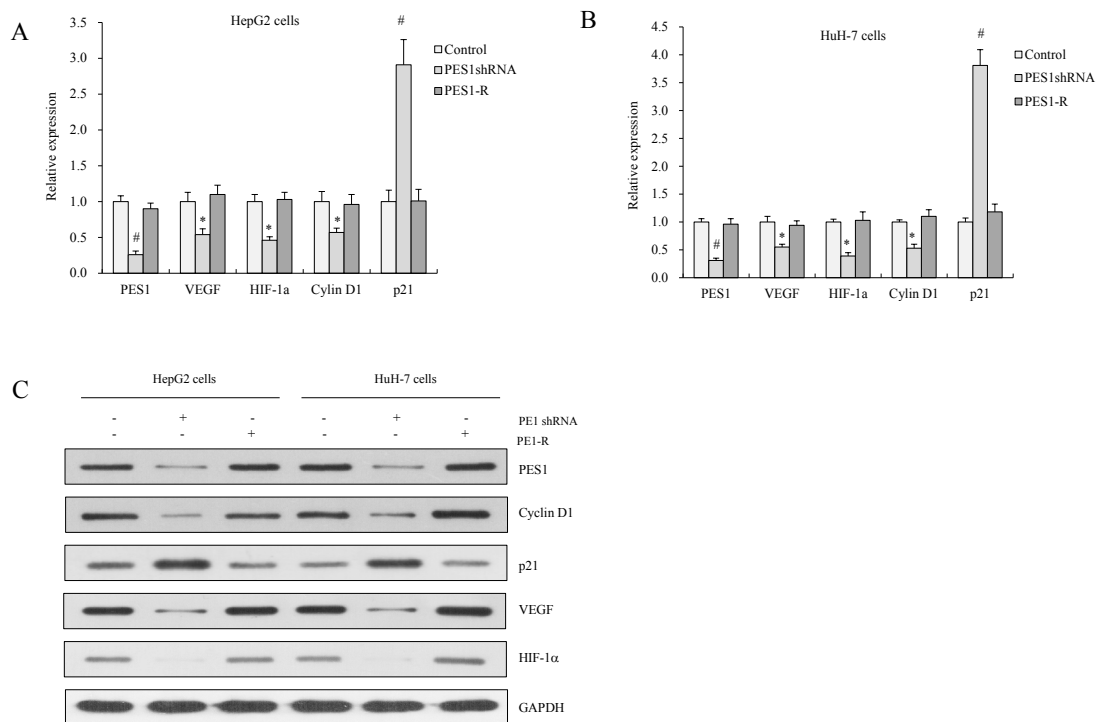 A
HepG2 cells
Relative expression
3.5
3.0
2.5
2.0
1.5
1.0
0.5
0.0
#
*
*
*
#
Control
PES1shRNA
PES1-R
PES1 VEGF HIF-1a Cylin D1 p21
B
HuH-7 cells
Relative expression
4.5
4.0
3.5
3.0
2.5
2.0
1.5
1.0
0.5
0.0
#
*
*
*
#
Control
PES1shRNA
PES1-R
PES1 VEGF HIF-1a Cylin D1 p21
C
HepG2 cells HuH-7 cells
- + - - + - PE1 shRNA
- - + - - + PE1-R
PES1
Cyclin D1
p21
VEGF
HIF-1α
GAPDH